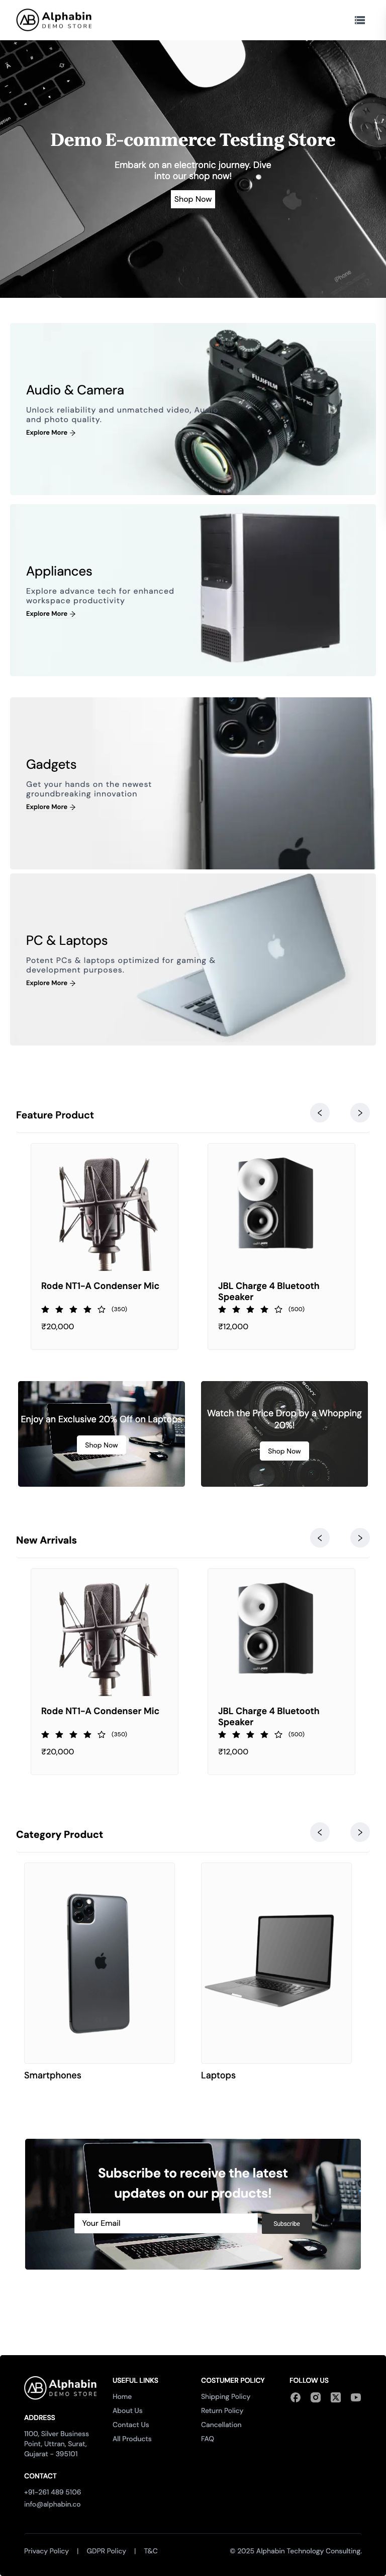 Alphabin
DEMO STORE
Demo E-commerce Testing Store
Embark on an electronic journey. Dive
into our shop now!
Shop Now
iPhone
Audio & Camera
Unlock reliability and unmatched video,
and photo quality.
Explore More
FUJIFILM
X-T10
Appliances
Explore advance tech for enhanced
workspace productivity
Explore More
Gadgets
Get your hands on the newest
groundbreaking innovation
Explore More
PC & Laptops
Potent PCs & laptops optimized for gaming &
development purposes.
Explore More
Feature Product
Rode NT1-A Condenser Mic
(350)
₹20,000
JBL Charge 4 Bluetooth
Speaker
(500)
₹12,000
Enjoy an Exclusive 20% Off on Laptops
Shop Now
SONY
Watch the Price Drop by a Whopping
20%!
Shop Now
New Arrivals
Rode NT1-A Condenser Mic
(350)
₹20,000
JBL Charge 4 Bluetooth
Speaker
(500)
₹12,000
Category Product
Smartphones
Laptops
Subscribe to receive the latest
updates on our products!
Your Email
Subscribe
Alphabin
DEMO STORE
ADDRESS
1100, Silver Business
Point, Uttran, Surat,
Gujarat - 395101
CONTACT
+91-261 489 5106
info@alphabin.co
USEFUL LINKS
Home
About Us
Contact Us
All Products
COSTUMER POLICY
Shipping Policy
Return Policy
Cancellation
FAQ
FOLLOW US
Privacy Policy | GDPR Policy | T&C
© 2025 Alphabin Technology Consulting.